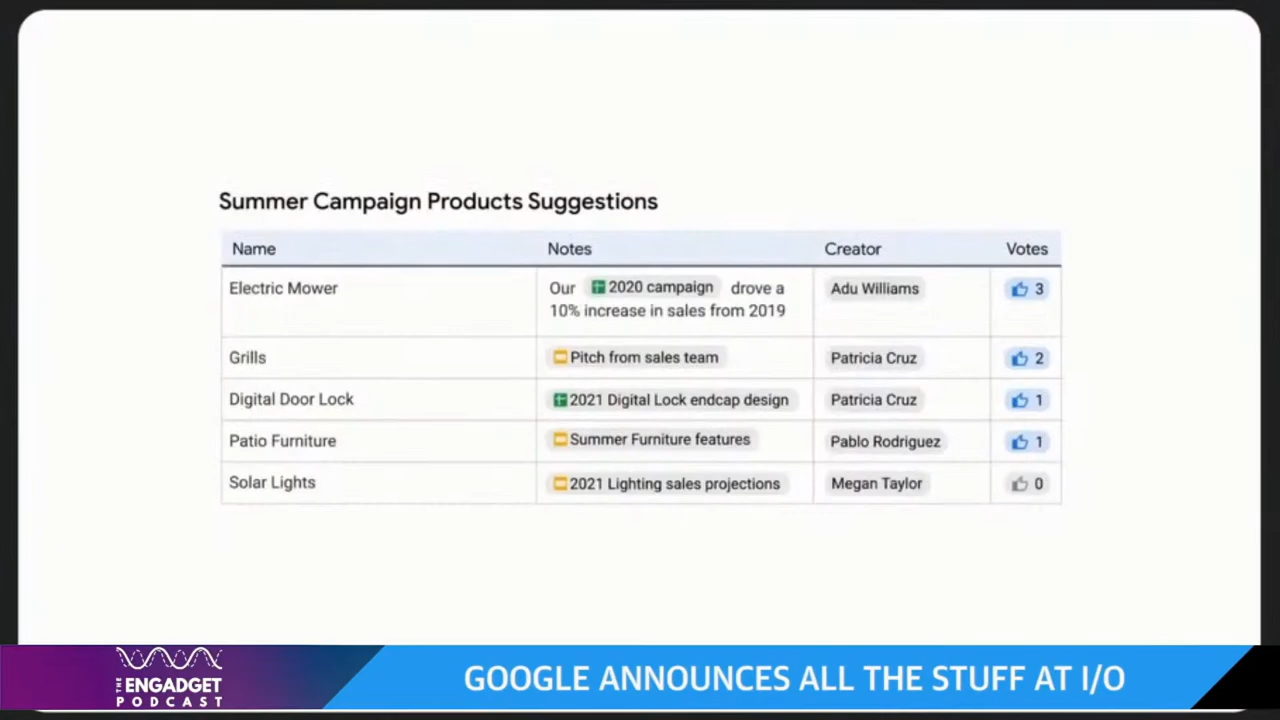 Summer Campaign Products Suggestions
Name Notes Creator Votes
Electric Mower Our 2020 campaign drove a Adu Williams 3
10% increase in sales from 2019
Grills Pitch from sales team Patricia Cruz 2
Digital Door Lock 2021 Digital Lock endcap design Patricia Cruz 1
Patio Furniture Summer Furniture features Pablo Rodriguez 1
Solar Lights 2021 Lighting sales projections Megan Taylor 0
THE ENGADGET PODCAST
GOOGLE ANNOUNCES ALL THE STUFF AT I/O